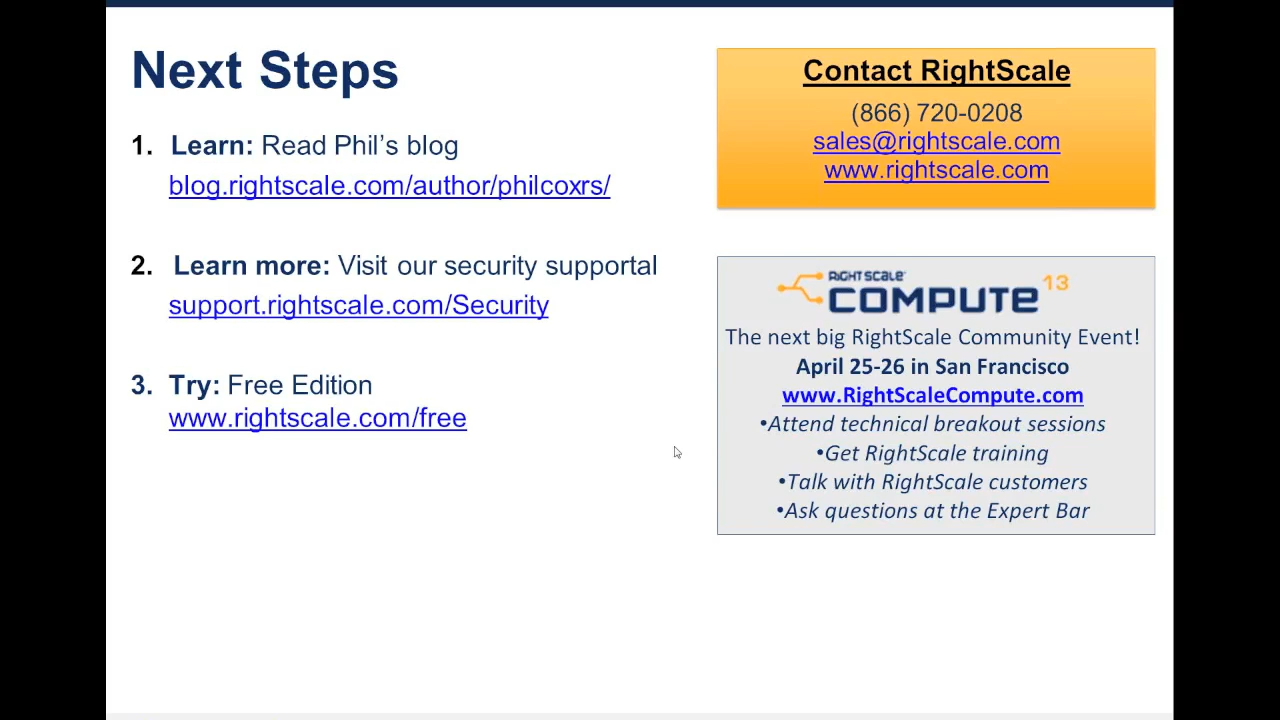 Next Steps
1. Learn: Read Phil’s blog
blog.rightscale.com/author/philcoxrs/
2. Learn more: Visit our security supportal
support.rightscale.com/Security
3. Try: Free Edition
www.rightscale.com/free
Contact RightScale
(866) 720-0208
sales@rightscale.com
www.rightscale.com
RIGHTSCALE
COMPUTE 13
The next big RightScale Community Event!
April 25-26 in San Francisco
www.RightScaleCompute.com
•Attend technical breakout sessions
•Get RightScale training
•Talk with RightScale customers
•Ask questions at the Expert Bar